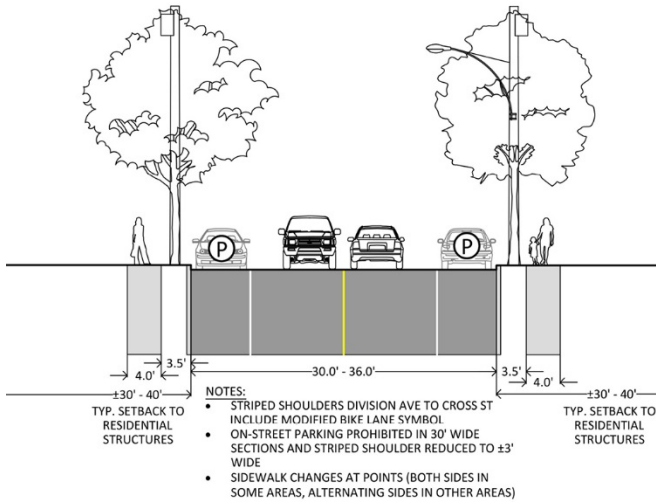 P
P
3.5'
30.0' - 36.0'
3.5'
4.0'
4.0'
±30' - 40'
±30' - 40'
TYP. SETBACK TO
RESIDENTIAL
STRUCTURES
NOTES:
• STRIPED SHOULDERS DIVISION AVE TO CROSS ST
INCLUDE MODIFIED BIKE LANE SYMBOL
• ON-STREET PARKING PROHIBITED IN 30' WIDE
SECTIONS AND STRIPED SHOULDER REDUCED TO ±3'
WIDE
• SIDEWALK CHANGES AT POINTS (BOTH SIDES IN
SOME AREAS, ALTERNATING SIDES IN OTHER AREAS)
TYP. SETBACK TO
RESIDENTIAL
STRUCTURES